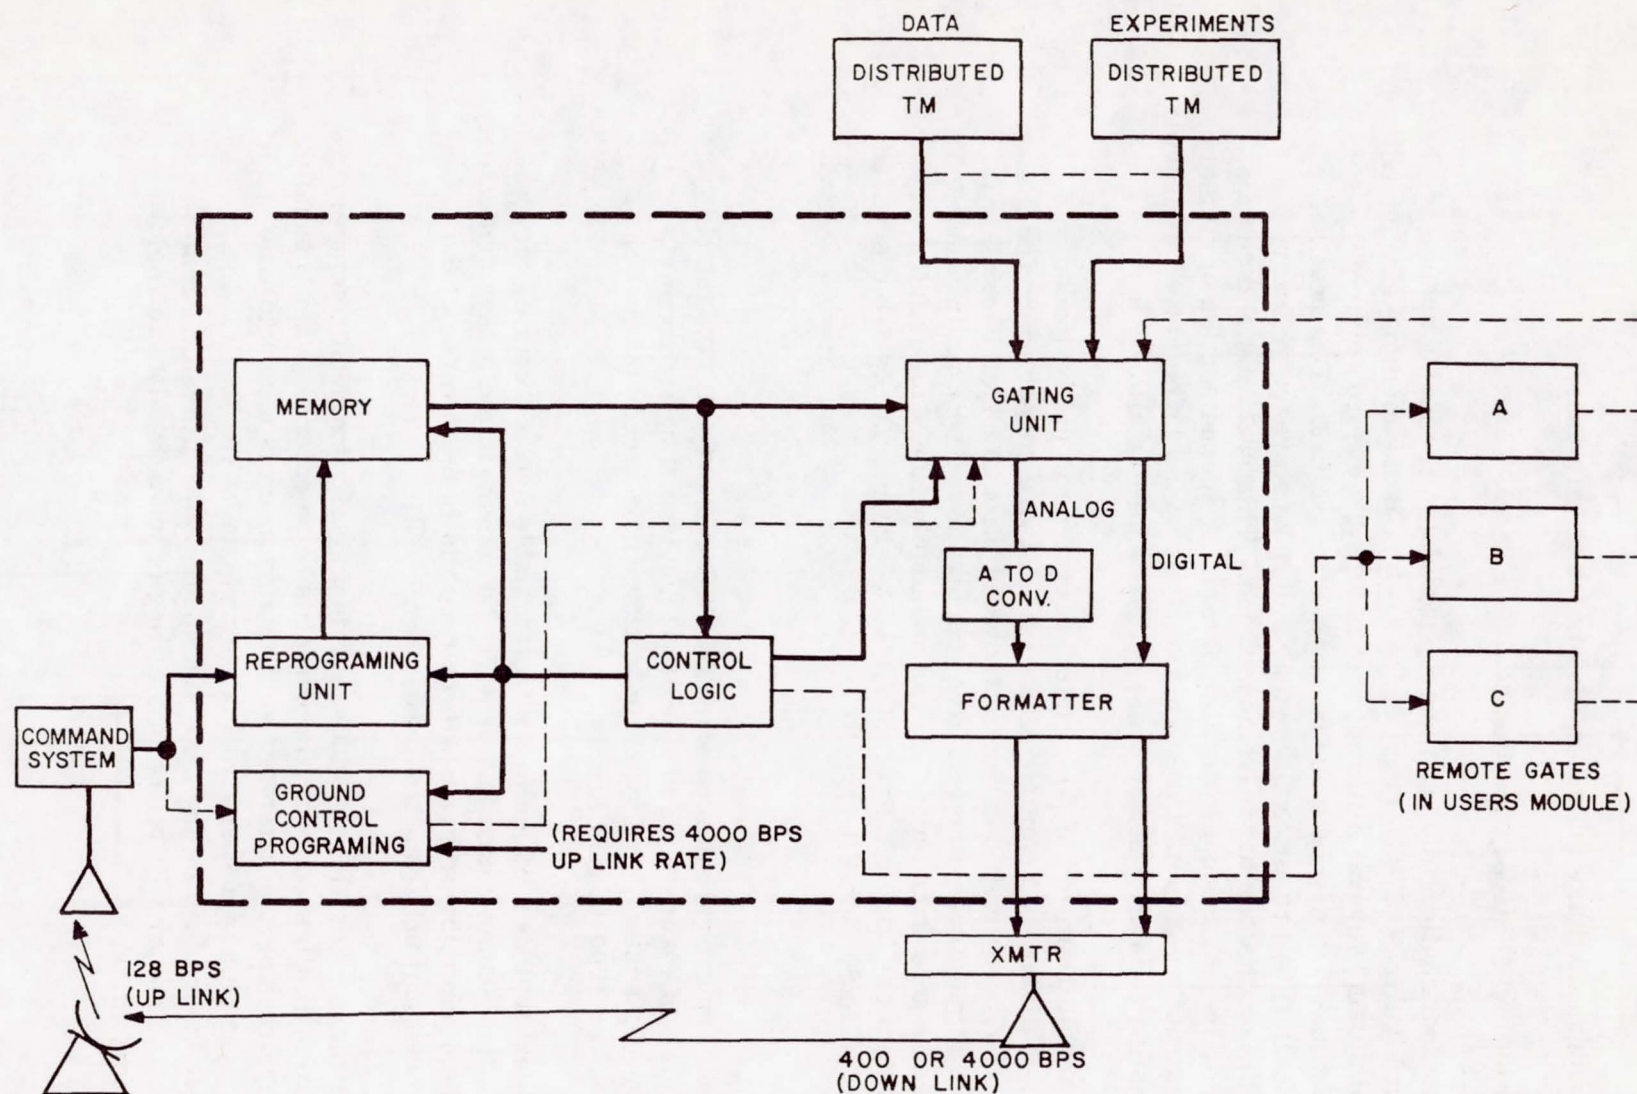 DATA
EXPERIMENTS
DISTRIBUTED
TM
DISTRIBUTED
TM
MEMORY
GATING
UNIT
A
ANALOG
B
DIGITAL
A TO D
CONV.
REPROGRAMING
UNIT
CONTROL
LOGIC
FORMATTER
C
COMMAND
SYSTEM
REMOTE GATES
(IN USERS MODULE)
GROUND
CONTROL
PROGRAMING
(REQUIRES 4000 BPS
UP LINK RATE)
XMTR
128 BPS
(UP LINK)
400 OR 4000 BPS
(DOWN LINK)